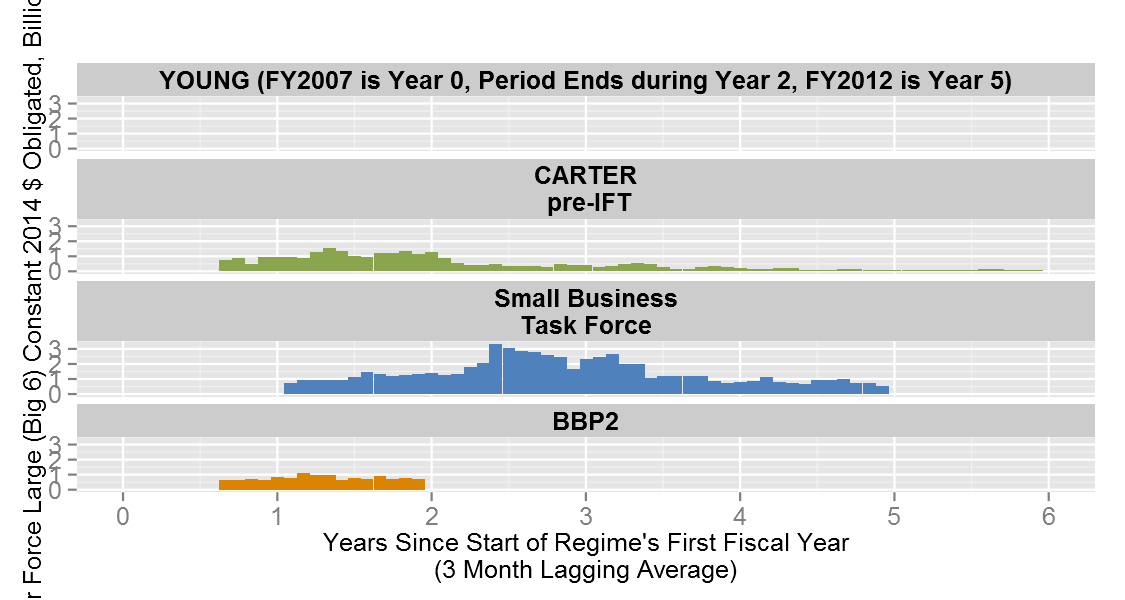 r Force Large (Big 6) Constant 2014 $ Obligated,
YOUNG (FY2007 is Year 0, Period Ends during Year 2, FY2012 is Year 5)
3
2
1
0
CARTER
pre-IFT
3
2
1
0
Small Business
Task Force
3
2
1
0
BBP2
3
2
1
0
0 1 2 3 4 5 6
Years Since Start of Regime's First Fiscal Year
(3 Month Lagging Average)